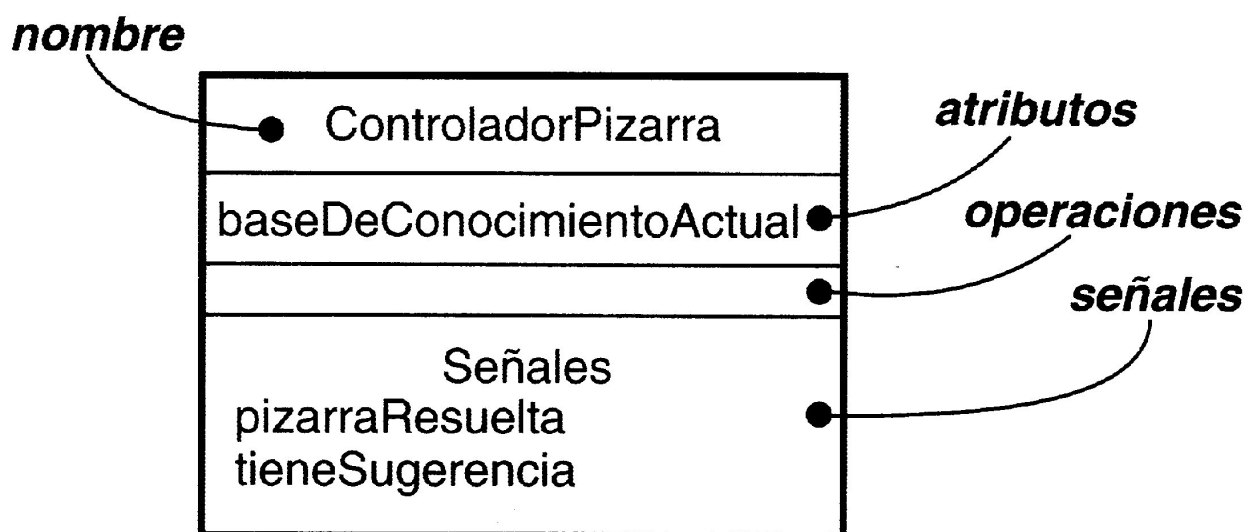 nombre
ControladorPizarra
atributos
baseDeConocimientoActual
operaciones
señales
Señales
pizarraResuelta
tieneSugerencia